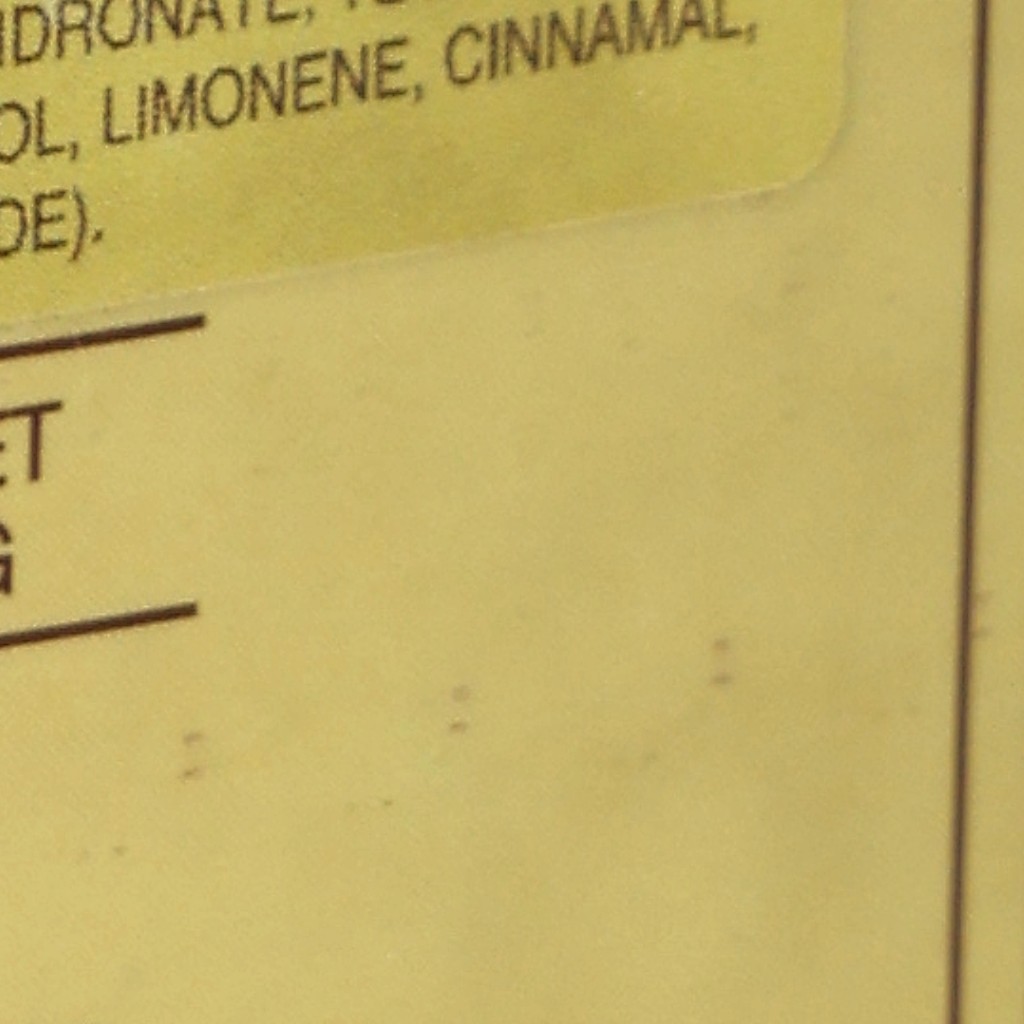 IDRONATE,
OL, LIMONENE, CINNAMAL,
DE).
ET
G